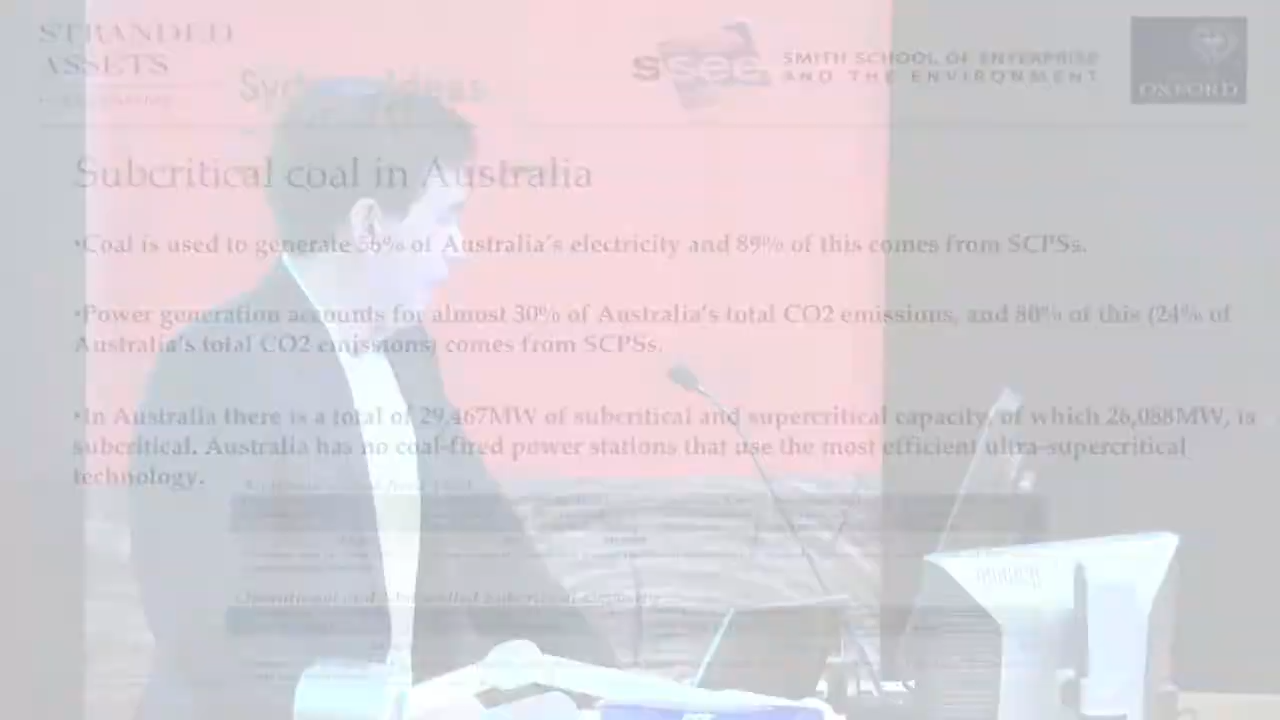 STRANDED
ASSETS
SSEE
SMITH SCHOOL OF ENTERPRISE
AND THE ENVIRONMENT
OXFORD
Ideas
Subcritical coal in Australia
•Coal is used to generate 56% of Australia's electricity and 89% of this comes from SCPSs.
•Power generation accounts for almost 30% of Australia's total CO2 emissions, and 80% of this (24% of
Australia's total CO2 emissions) comes from SCPSs.
•In Australia there is a total of 29,467MW of subcritical and supercritical capacity, of which 26,088MW, is
subcritical. Australia has no coal-fired power stations that use the most efficient ultra-supercritical
technology.